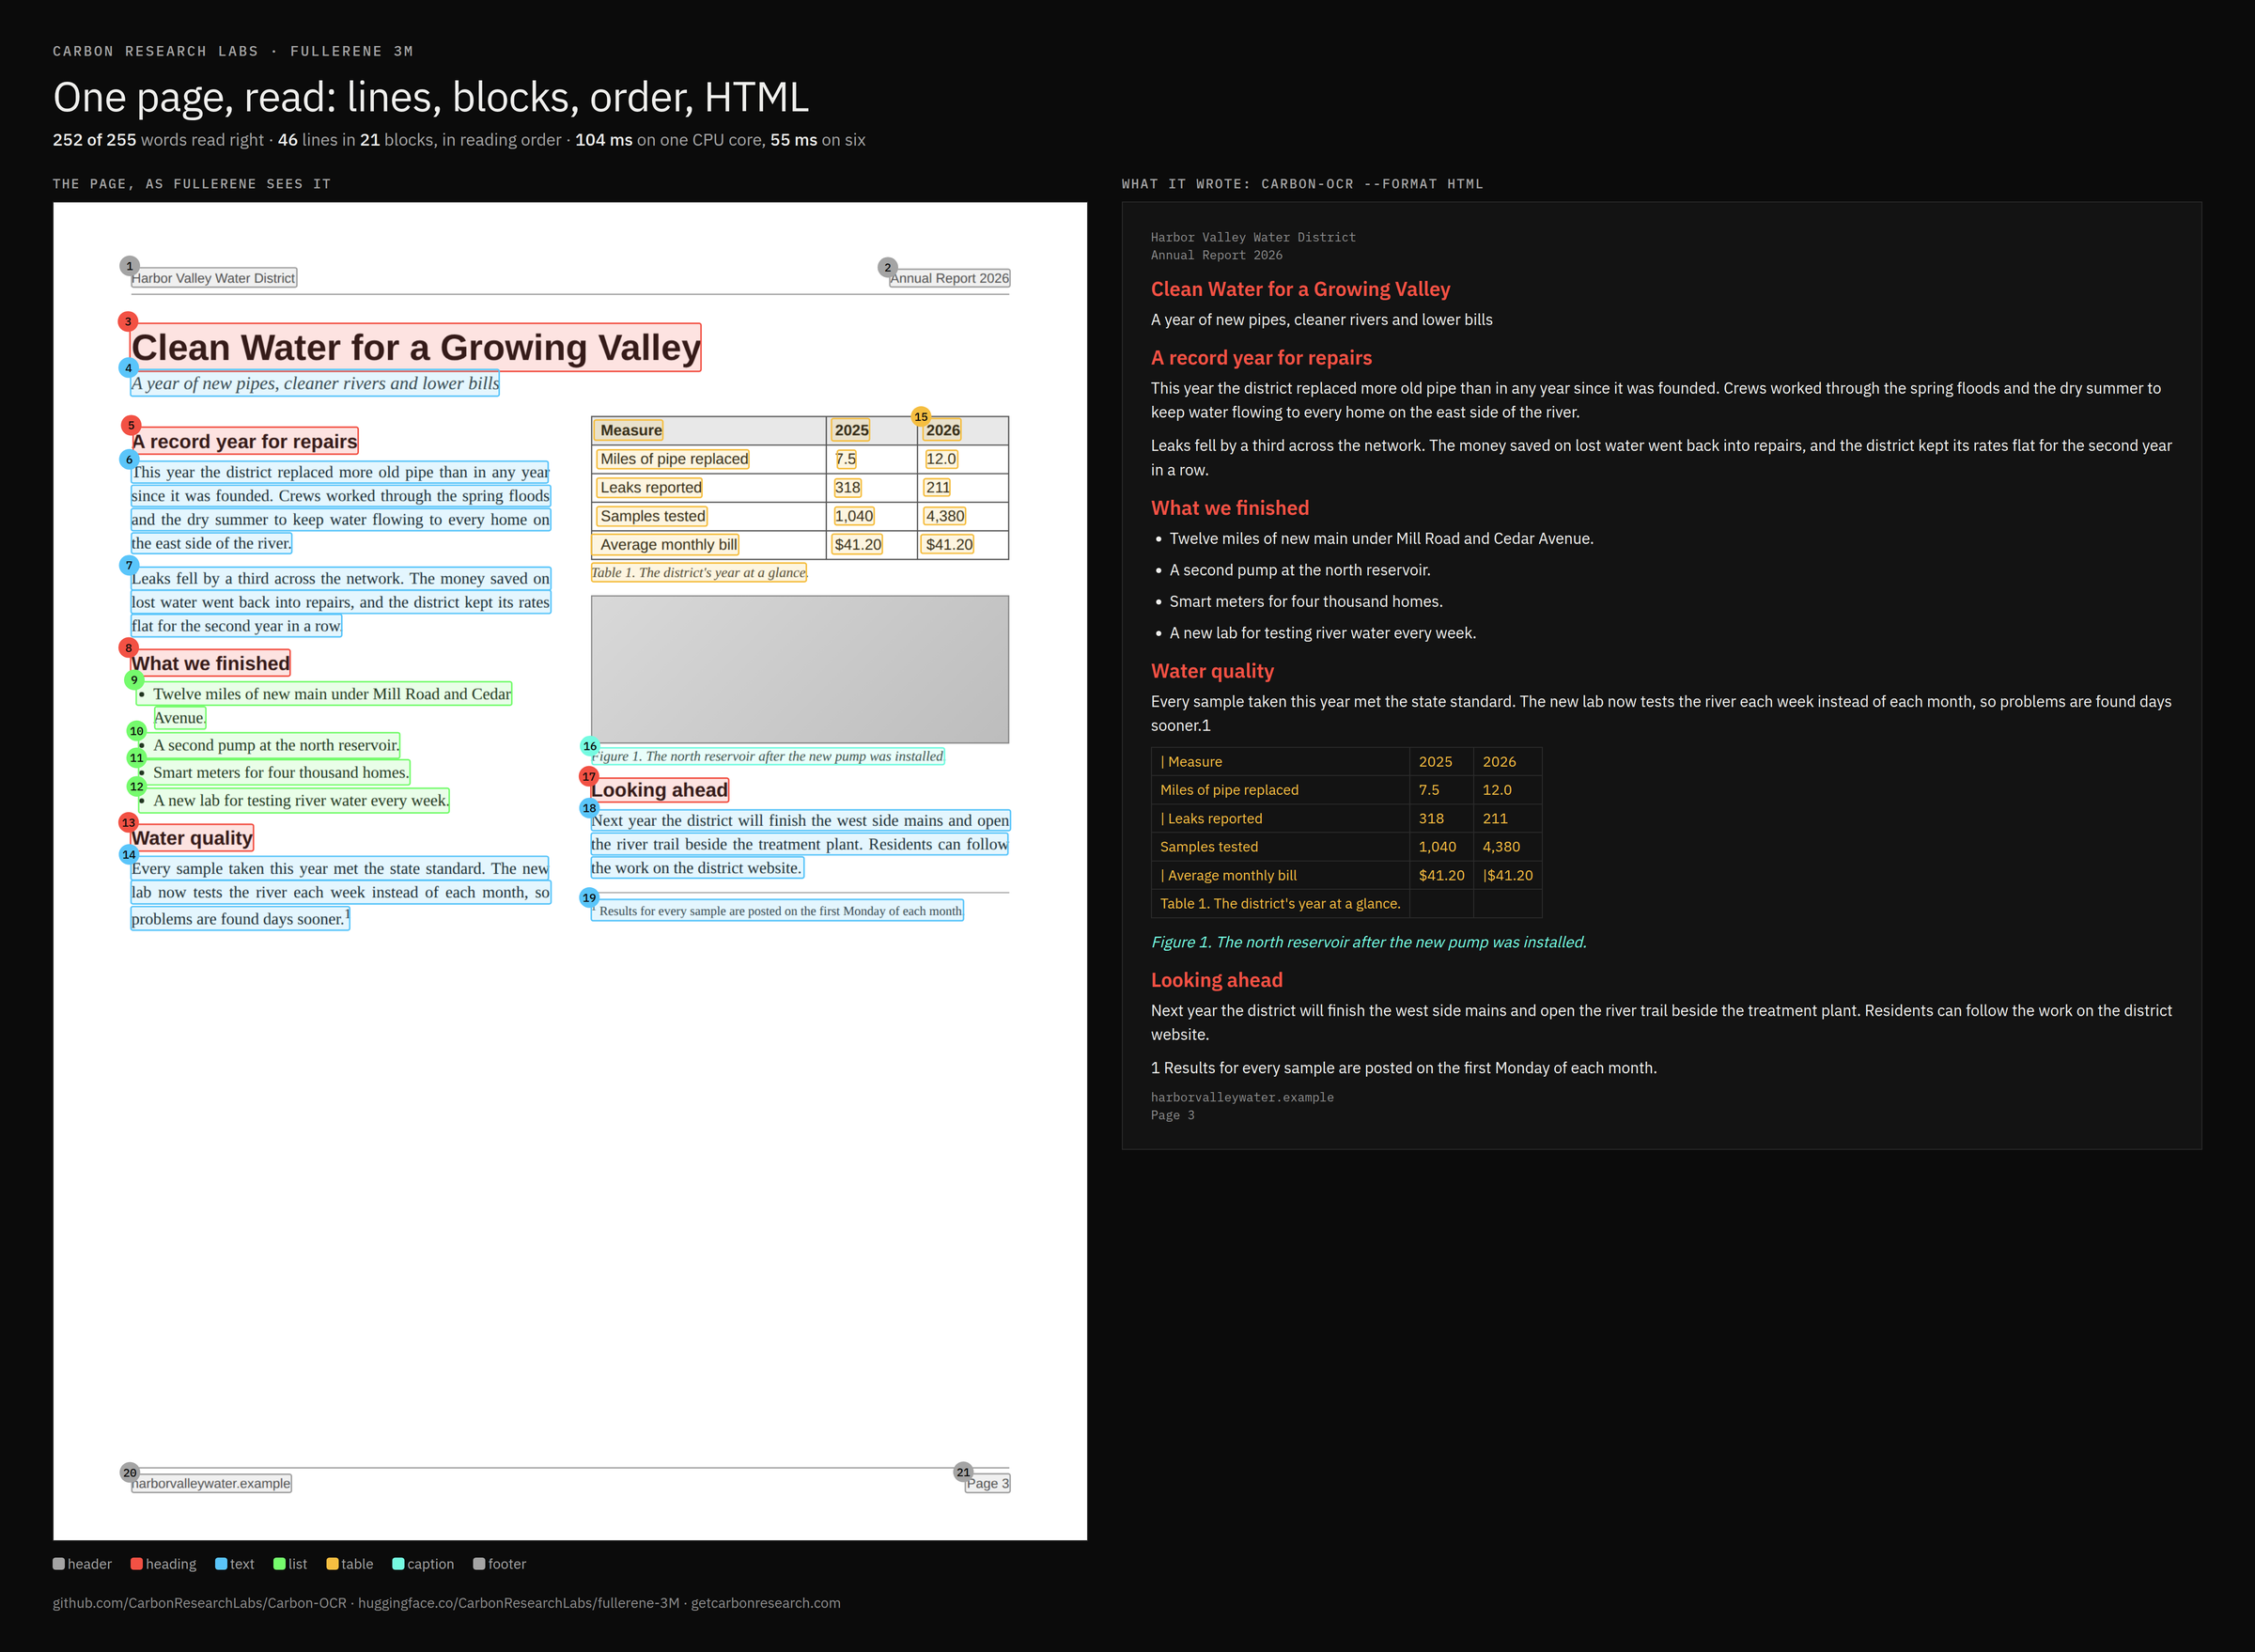 CARBON RESEARCH LABS · FULLERENE 3M
One page, read: lines, blocks, order, HTML
252 of 255 words read right · 46 lines in 21 blocks, in reading order · 104 ms on one CPU core, 55 ms on six
THE PAGE, AS FULLERENE SEES IT
1
Harbor Valley Water District
2
Annual Report 2026
3
Clean Water for a Growing Valley
4
A year of new pipes, cleaner rivers and lower bills
5
A record year for repairs
6
This year the district replaced more old pipe than in any year
since it was founded. Crews worked through the spring floods
and the dry summer to keep water flowing to every home on
the east side of the river.
7
Leaks fell by a third across the network. The money saved on
lost water went back into repairs, and the district kept its rates
flat for the second year in a row.
8
What we finished
9
• Twelve miles of new main under Mill Road and Cedar
Avenue.
10
• A second pump at the north reservoir.
11
• Smart meters for four thousand homes.
12
• A new lab for testing river water every week.
13
Water quality
14
Every sample taken this year met the state standard. The new
lab now tests the river each week instead of each month, so
problems are found days sooner.1
15
Measure 2025 2026
Miles of pipe replaced 7.5 12.0
Leaks reported 318 211
Samples tested 1,040 4,380
Average monthly bill $41.20 $41.20
Table 1. The district's year at a glance.
16
Figure 1. The north reservoir after the new pump was installed
17
Looking ahead
18
Next year the district will finish the west side mains and open
the river trail beside the treatment plant. Residents can follow
the work on the district website.
19
1 Results for every sample are posted on the first Monday of each month
20
harborvalleywater.example
21
Page 3
header heading text list table caption footer
WHAT IT WROTE: CARBON-OCR --FORMAT HTML
Harbor Valley Water District
Annual Report 2026
Clean Water for a Growing Valley
A year of new pipes, cleaner rivers and lower bills
A record year for repairs
This year the district replaced more old pipe than in any year since it was founded. Crews worked through the spring floods and the dry summer to
keep water flowing to every home on the east side of the river.
Leaks fell by a third across the network. The money saved on lost water went back into repairs, and the district kept its rates flat for the second year
in a row.
What we finished
• Twelve miles of new main under Mill Road and Cedar Avenue.
• A second pump at the north reservoir.
• Smart meters for four thousand homes.
• A new lab for testing river water every week.
Water quality
Every sample taken this year met the state standard. The new lab now tests the river each week instead of each month, so problems are found days
sooner.1
| Measure 2025 2026
Miles of pipe replaced 7.5 12.0
| Leaks reported 318 211
Samples tested 1,040 4,380
| Average monthly bill $41.20 |$41.20
Table 1. The district's year at a glance.
Figure 1. The north reservoir after the new pump was installed.
Looking ahead
Next year the district will finish the west side mains and open the river trail beside the treatment plant. Residents can follow the work on the district
website.
1 Results for every sample are posted on the first Monday of each month.
harborvalleywater.example
Page 3
github.com/CarbonResearchLabs/Carbon-OCR · huggingface.co/CarbonResearchLabs/fullerene-3M · getcarbonresearch.com